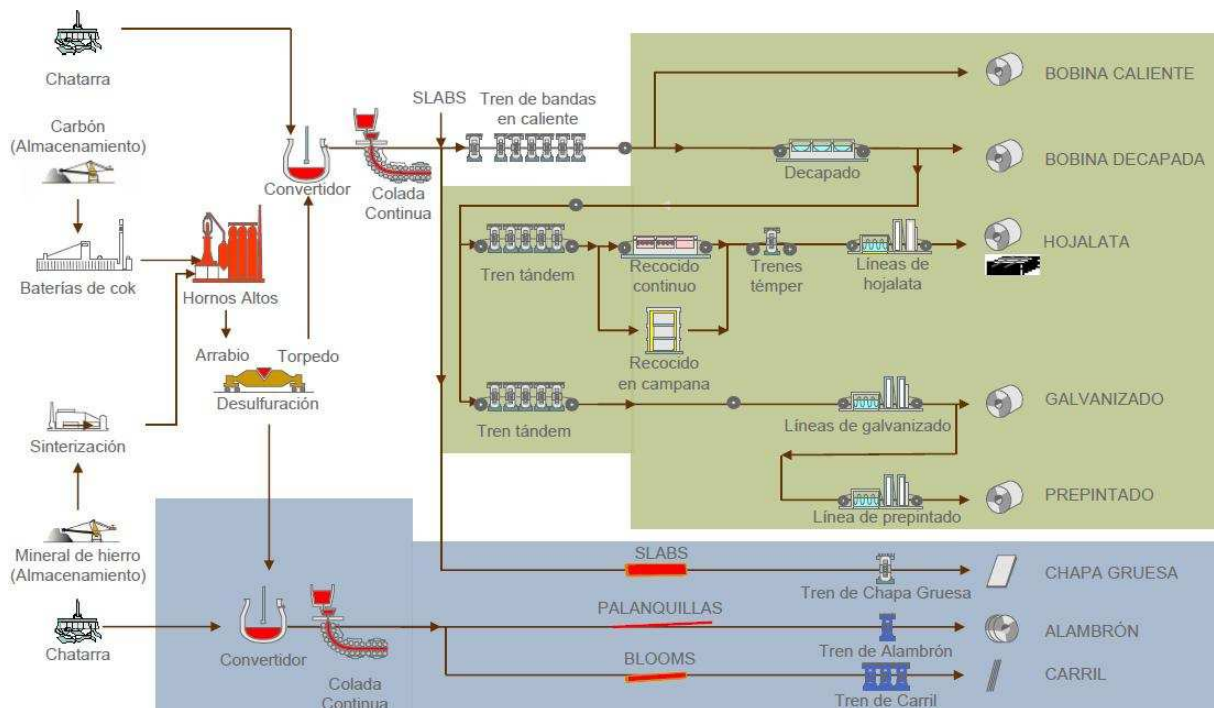 Chatarra
Carbón
(Almacenamiento)
Baterías de cok
Sinterización
Mineral de hierro
(Almacenamiento)
Chatarra
Hornos Altos
Arrabio
Torpedo
Desulfuración
Convertidor
Colada
Continua
SLABS
Tren de bandas
en caliente
BOBINA CALIENTE
Decapado
BOBINA DECAPADA
Tren tándem
Recocido
continuo
Trenes
témper
Líneas de
hojalata
HOJALATA
Recocido
en campana
Tren tándem
Líneas de galvanizado
GALVANIZADO
Línea de prepintado
PREPINTADO
SLABS
Tren de Chapa Gruesa
CHAPA GRUESA
Convertidor
Colada
Continua
PALANQUILLAS
Tren de Alambrón
ALAMBRÓN
BLOOMS
Tren de Carril
CARRIL